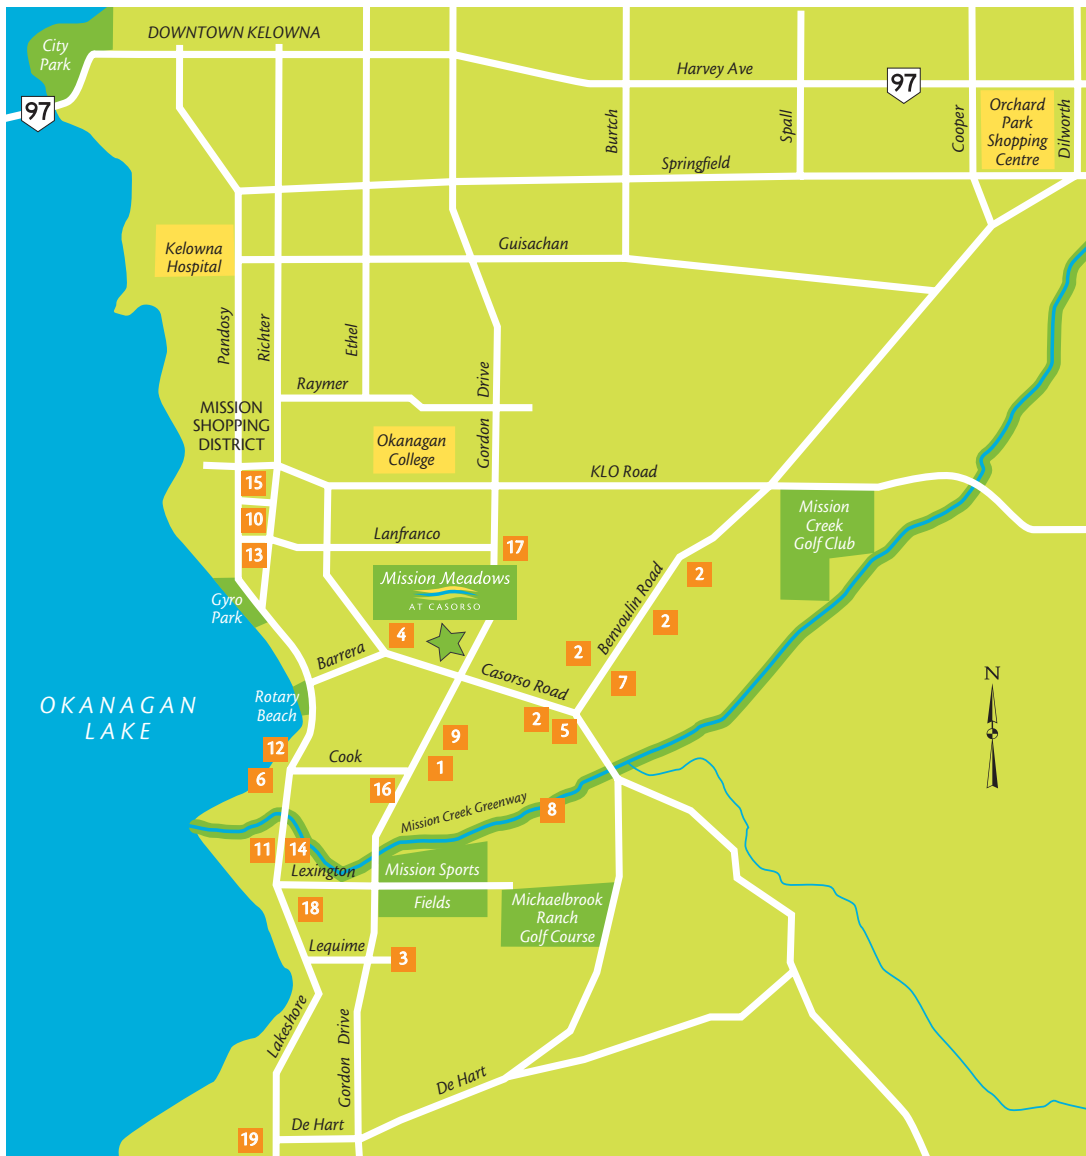 DOWNTOWN KELOWNA
City
Park
97
Harvey Ave
97
Burtch
Spall
Cooper
Orchard
Park
Shopping
Centre
Dilworth
Springfield
Kelowna
Hospital
Guisachan
Pandosy
Richter
Ethel
Gordon Drive
Raymer
MISSION
SHOPPING
DISTRICT
Okanagan
College
KLO Road
15
10
13
Lanfranco
17
Mission
Creek
Golf Club
Mission Meadows
AT CASORSO
Gyro
Park
4
Barrera
Casorso Road
Benvoulin Road
2
2
2
7
2
5
N
Rotary
Beach
OKANAGAN
LAKE
12
6
Cook
9
1
16
Mission Creek Greenway
8
11
14
Lexington
Mission Sports
Fields
18
Michaelbrook
Ranch
Golf Course
Lequime
3
Lakeshore
Gordon Drive
De Hart
De Hart
19